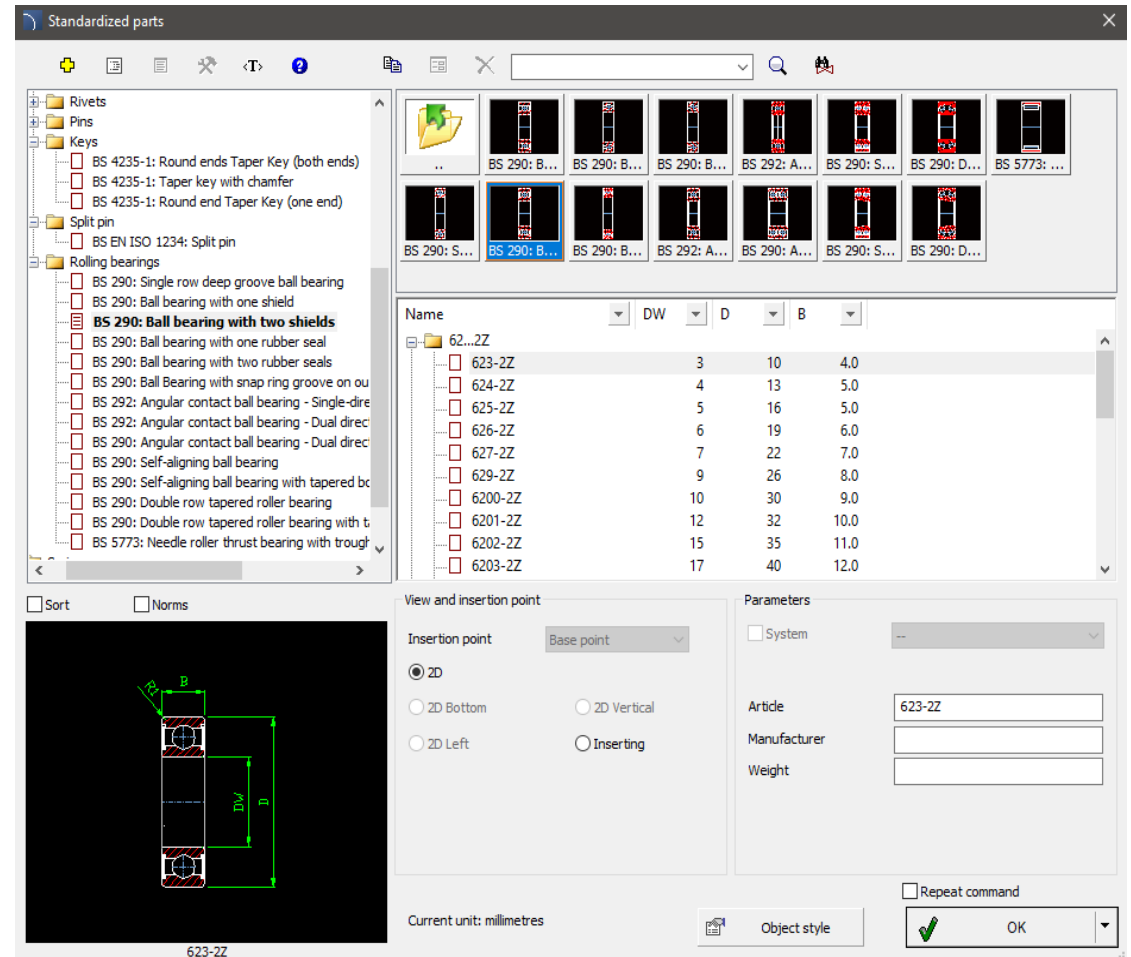 Standardized parts
<T>
Rivets
Pins
Keys
BS 4235-1: Round ends Taper Key (both ends)
BS 4235-1: Taper key with chamfer
BS 4235-1: Round end Taper Key (one end)
Split pin
BS EN ISO 1234: Split pin
Rolling bearings
BS 290: Single row deep groove ball bearing
BS 290: Ball bearing with one shield
BS 290: Ball bearing with two shields
BS 290: Ball bearing with one rubber seal
BS 290: Ball bearing with two rubber seals
BS 290: Ball Bearing with snap ring groove on ou
BS 292: Angular contact ball bearing - Single-dire
BS 292: Angular contact ball bearing - Dual direc
BS 290: Angular contact ball bearing - Dual direc
BS 290: Self-aligning ball bearing
BS 290: Self-aligning ball bearing with tapered bo
BS 290: Double row tapered roller bearing
BS 290: Double row tapered roller bearing with ta
BS 5773: Needle roller thrust bearing with trough
.. BS 290: B... BS 290: B... BS 290: B... BS 292: A... BS 290: S... BS 290: D... BS 5773: ...
BS 290: S... BS 290: B... BS 290: B... BS 292: A... BS 290: A... BS 290: S... BS 290: D...
Name DW D B
62...2Z
623-2Z 3 10 4.0
624-2Z 4 13 5.0
625-2Z 5 16 5.0
626-2Z 6 19 6.0
627-2Z 7 22 7.0
629-2Z 9 26 8.0
6200-2Z 10 30 9.0
6201-2Z 12 32 10.0
6202-2Z 15 35 11.0
6203-2Z 17 40 12.0
Sort Norms
R1 B
DW D
623-2Z
View and insertion point
Insertion point Base point
2D
2D Bottom 2D Vertical
2D Left Inserting
Parameters
System --
Article 623-2Z
Manufacturer
Weight
Repeat command
Current unit: millimetres
Object style
OK